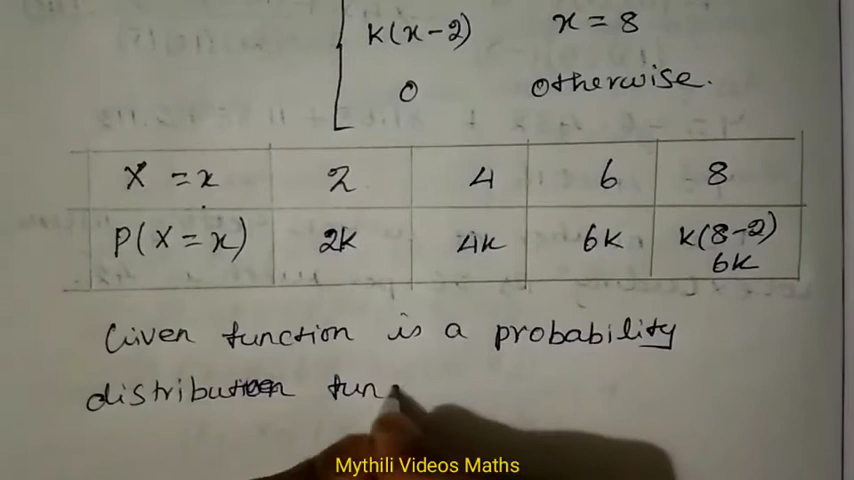 k(x-2) x = 8
0 otherwise.
X = x 2 4 6 8
P(X = x) 2k 4k 6k k(8-2)
6k
Given function is a probability
distribution fun
Mythili Videos Maths